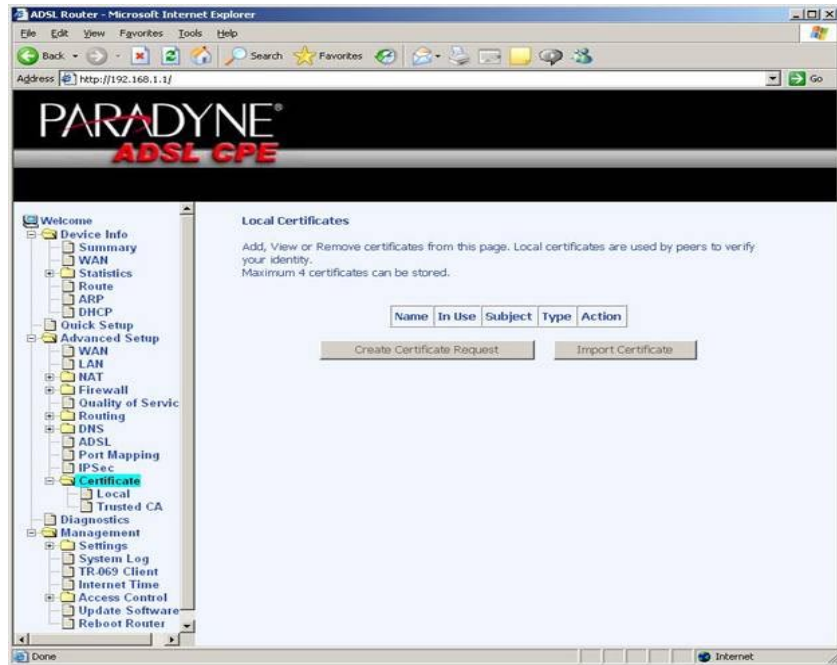 ADSL Router - Microsoft Internet Explorer
File Edit View Favorites Tools Help
Back Search Favorites
Address http://192.168.1.1/ Go
PARADYNE®
ADSL CPE
Welcome
Device Info
Summary
WAN
Statistics
Route
ARP
DHCP
Quick Setup
Advanced Setup
WAN
LAN
NAT
Firewall
Quality of Servic
Routing
DNS
ADSL
Port Mapping
IPSec
Certificate
Local
Trusted CA
Diagnostics
Management
Settings
System Log
TR-069 Client
Internet Time
Access Control
Update Software
Reboot Router
Local Certificates
Add, View or Remove certificates from this page. Local certificates are used by peers to verify
your identity.
Maximum 4 certificates can be stored.
Name In Use Subject Type Action
Create Certificate Request Import Certificate
Done Internet